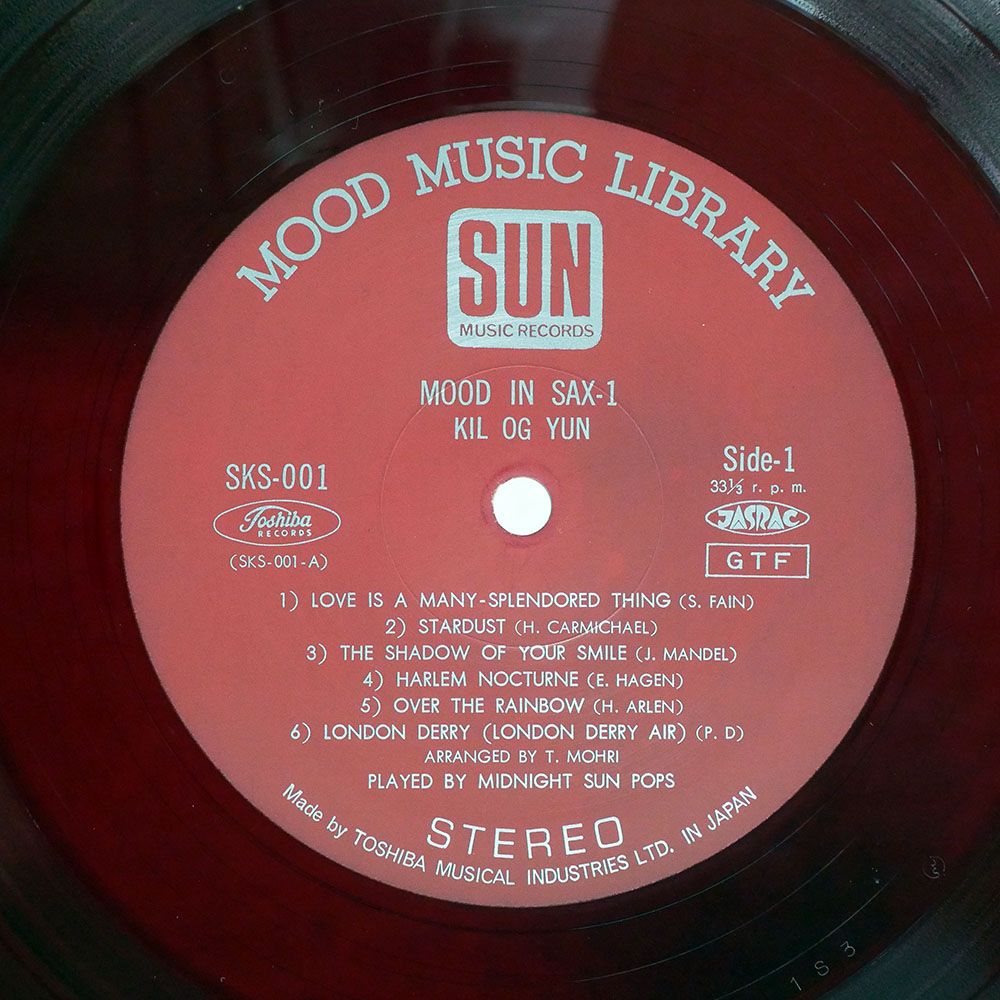 MOOD MUSIC LIBRARY
SUN
MUSIC RECORDS
MOOD IN SAX-1
KIL OG YUN
SKS-001
Toshiba
RECORDS
(SKS-001-A)
Side-1
33⅓ r. p. m.
JASRAC
GTF
1) LOVE IS A MANY-SPLENDORED THING (S. FAIN)
2) STARDUST (H. CARMICHAEL)
3) THE SHADOW OF YOUR SMILE (J. MANDEL)
4) HARLEM NOCTURNE (E. HAGEN)
5) OVER THE RAINBOW (H. ARLEN)
6) LONDON DERRY (LONDON DERRY AIR) (P. D)
ARRANGED BY T. MOHRI
PLAYED BY MIDNIGHT SUN POPS
STEREO
Made by TOSHIBA MUSICAL INDUSTRIES LTD. IN JAPAN
1S3